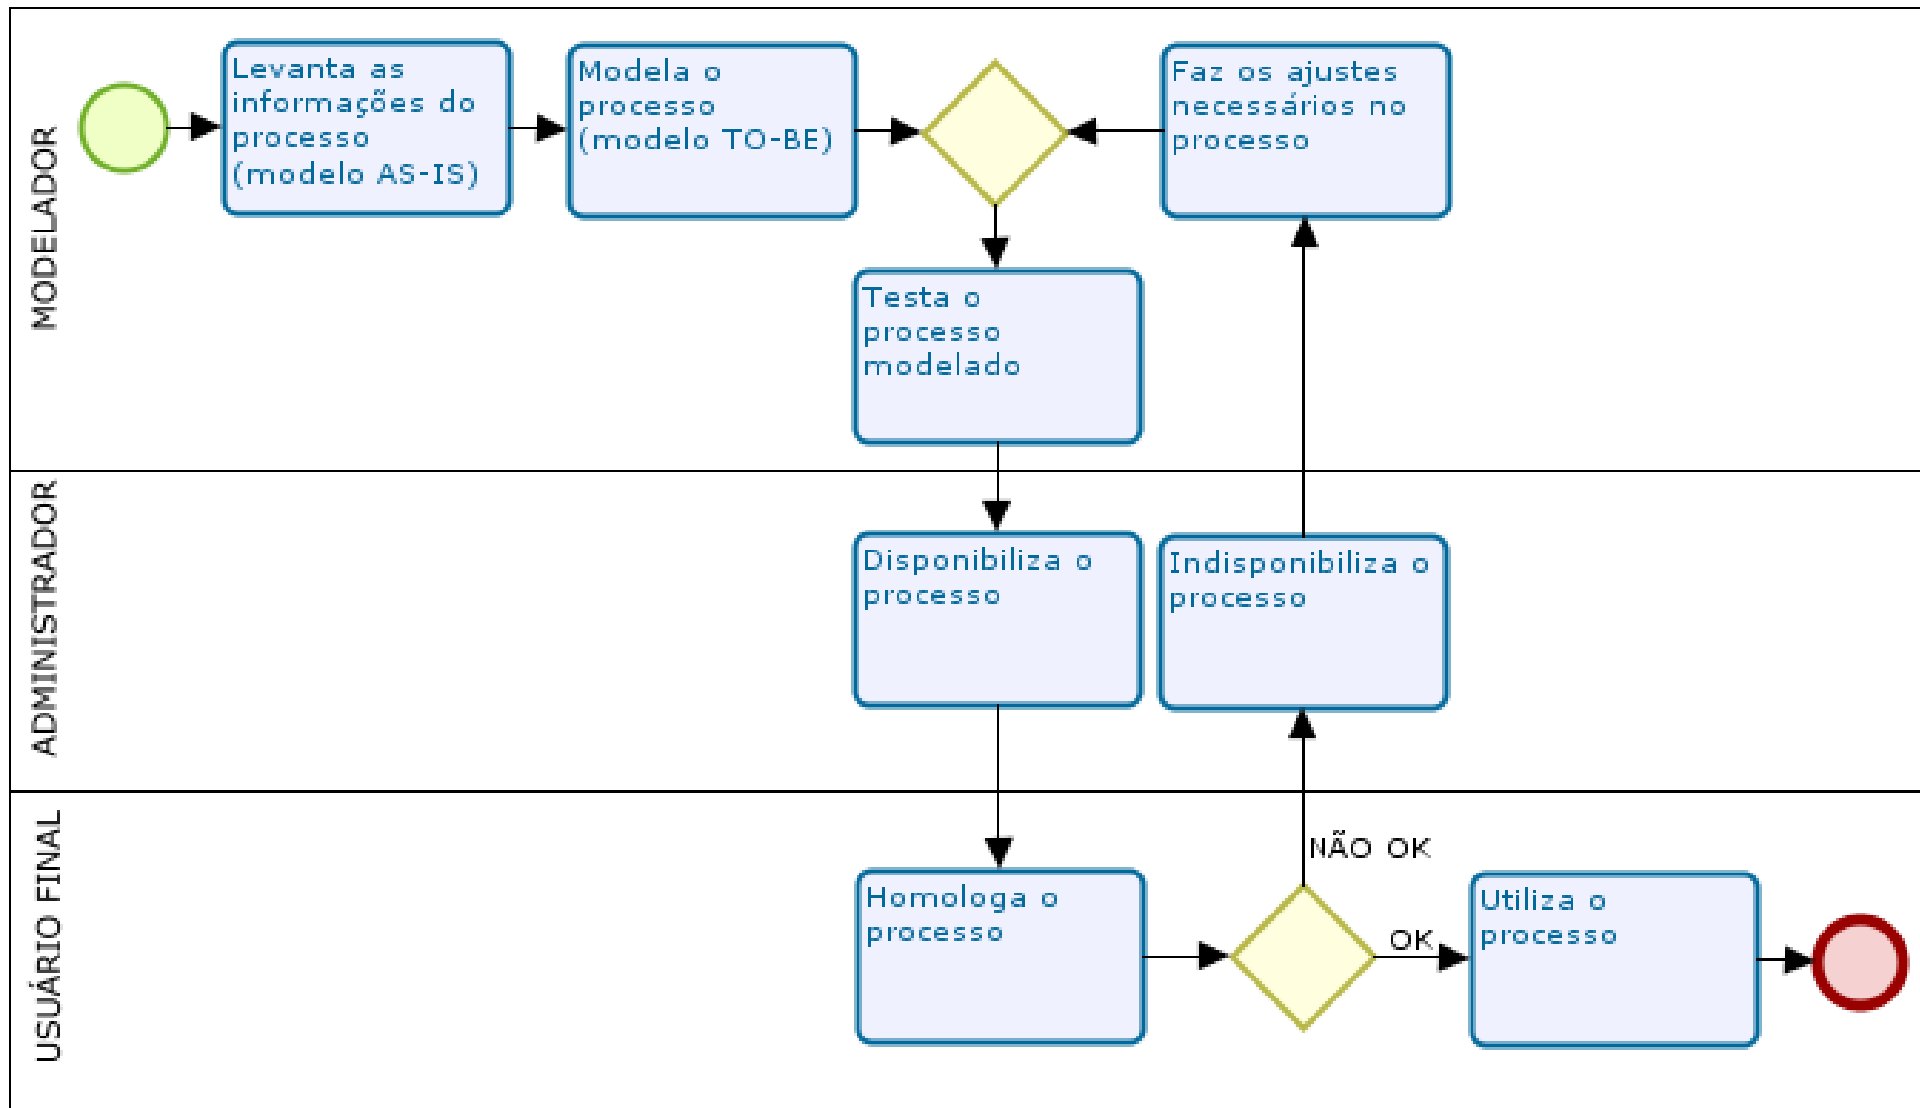 MODELADOR
Levanta as
informações do
processo
(modelo AS-IS)
Modela o
processo
(modelo TO-BE)
Faz os ajustes
necessários no
processo
Testa o
processo
modelado
ADMINISTRADOR
Disponibiliza o
processo
Indisponibiliza o
processo
USUÁRIO FINAL
Homologa o
processo
NÃO OK
OK
Utiliza o
processo